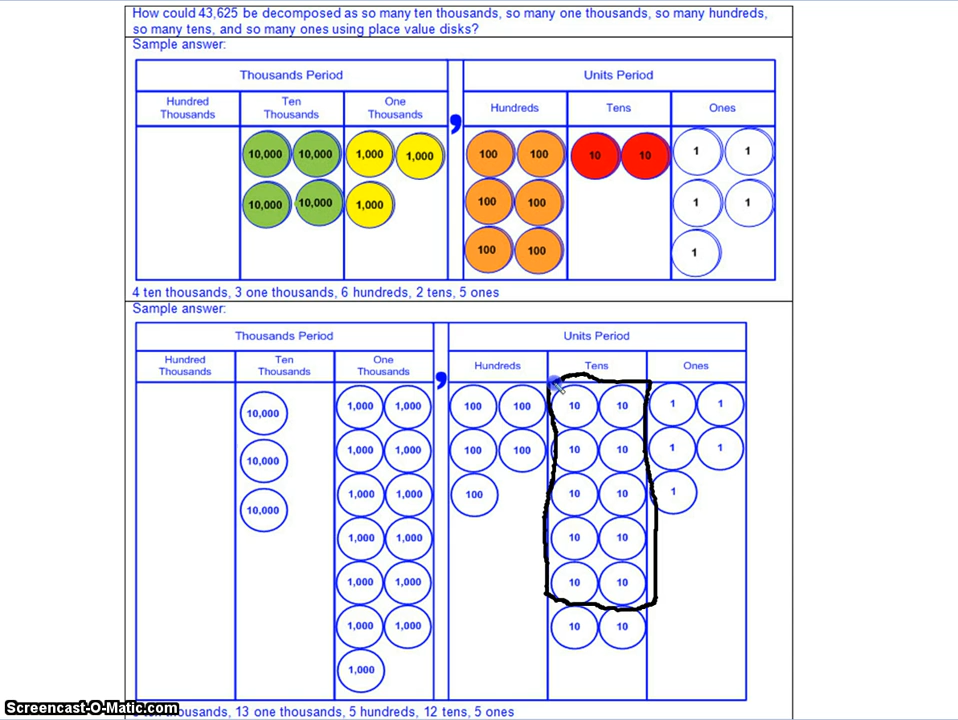 How could 43,625 be decomposed as so many ten thousands, so many one thousands, so many hundreds,
so many tens, and so many ones using place value disks?
Sample answer:
Thousands Period , Units Period
Hundred Thousands Ten Thousands One Thousands Hundreds Tens Ones
10,000 10,000 1,000 1,000 100 100 10 10 1 1
10,000 10,000 1,000 100 100 1 1
100 100 1
4 ten thousands, 3 one thousands, 6 hundreds, 2 tens, 5 ones
Sample answer:
Thousands Period , Units Period
Hundred Thousands Ten Thousands One Thousands Hundreds Tens Ones
10,000 1,000 1,000 100 100 10 10 1 1
10,000 1,000 1,000 100 100 10 10 1 1
10,000 1,000 1,000 100 10 10 1
1,000 1,000 10 10
1,000 1,000 10 10
1,000 1,000 10 10
1,000
ten thousands, 13 one thousands, 5 hundreds, 12 tens, 5 ones
Screencast-O-Matic.com